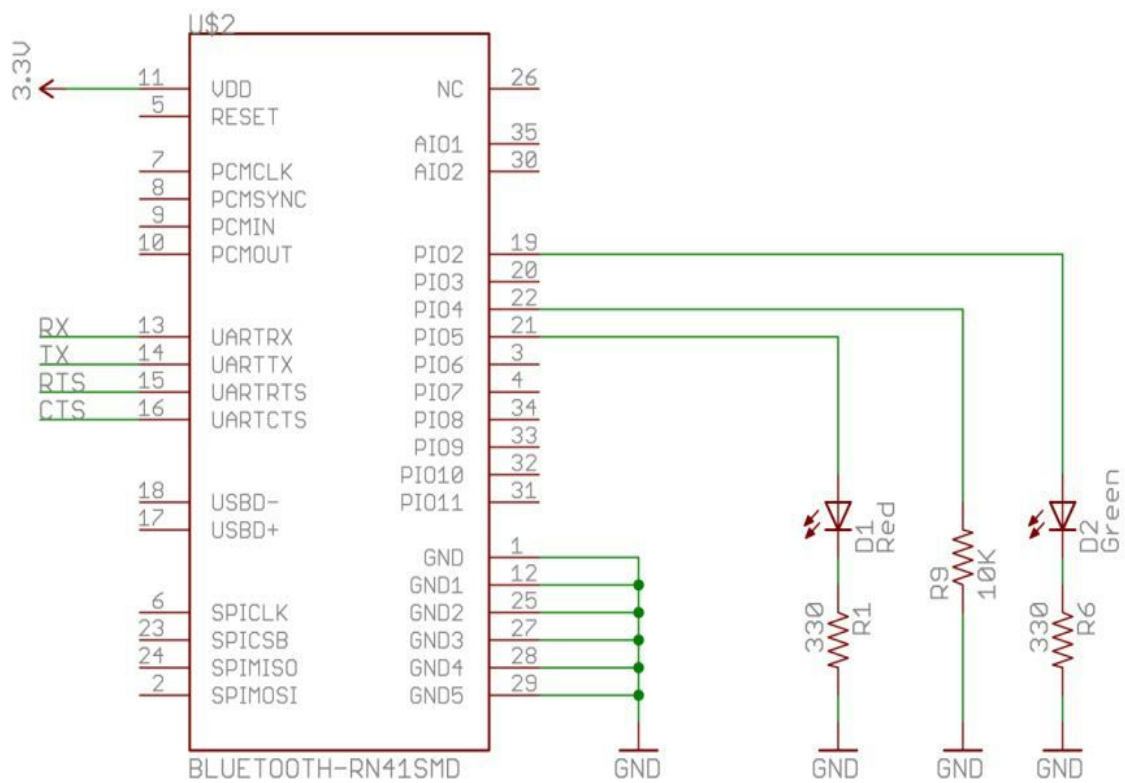 U$2
3.3V
11 VDD NC 26
5 RESET
AIO1 35
7 PCMCLK AIO2 30
8 PCMSYNC
9 PCMIN
10 PCMOUT PIO2 19
PIO3 20
PIO4 22
RX 13 UARTRX PIO5 21
TX 14 UARTTX PIO6 3
RTS 15 UARTRTS PIO7 4
CTS 16 UARTCTS PIO8 34
PIO9 33
PIO10 32
18 USBD- PIO11 31
17 USBD+
GND 1
GND1 12
6 SPICLK GND2 25
23 SPICSB GND3 27
24 SPIMISO GND4 28
2 SPIMOSI GND5 29
D1
Red
D2
Green
R9
10K
330
R1
330
R6
BLUETOOTH-RN41SMD
GND
GND
GND
GND